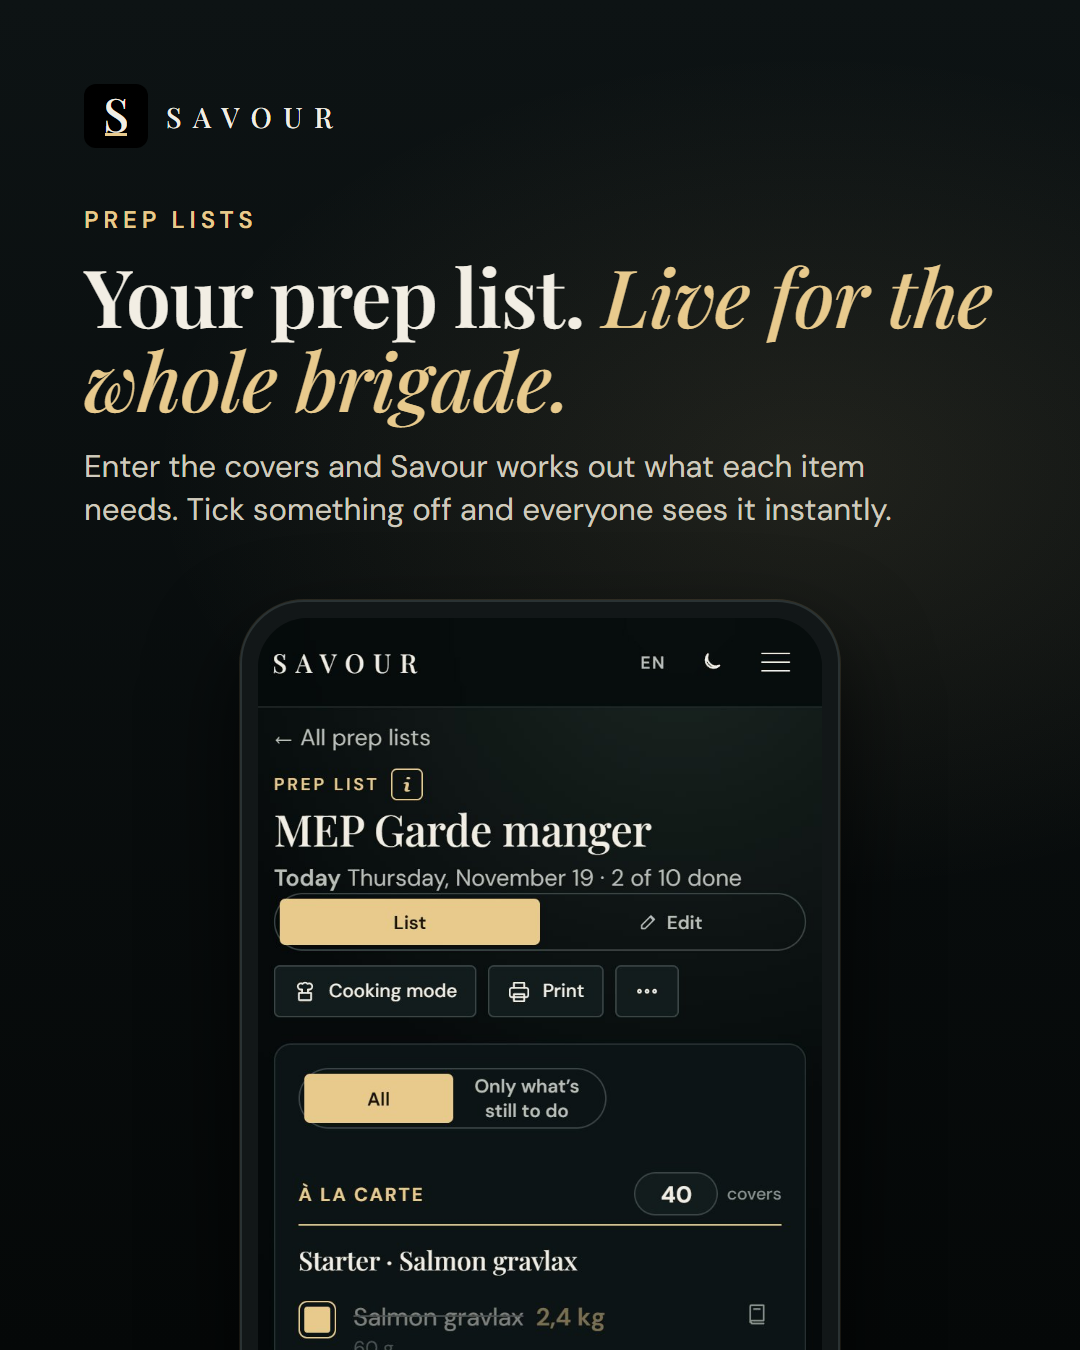 S SAVOUR
PREP LISTS
Your prep list. Live for the
whole brigade.
Enter the covers and Savour works out what each item
needs. Tick something off and everyone sees it instantly.
SAVOUR EN
← All prep lists
PREP LIST i
MEP Garde manger
Today Thursday, November 19 · 2 of 10 done
List Edit
Cooking mode Print
All Only what’s
still to do
À LA CARTE 40 covers
Starter · Salmon gravlax
Salmon gravlax 2,4 kg
60 g